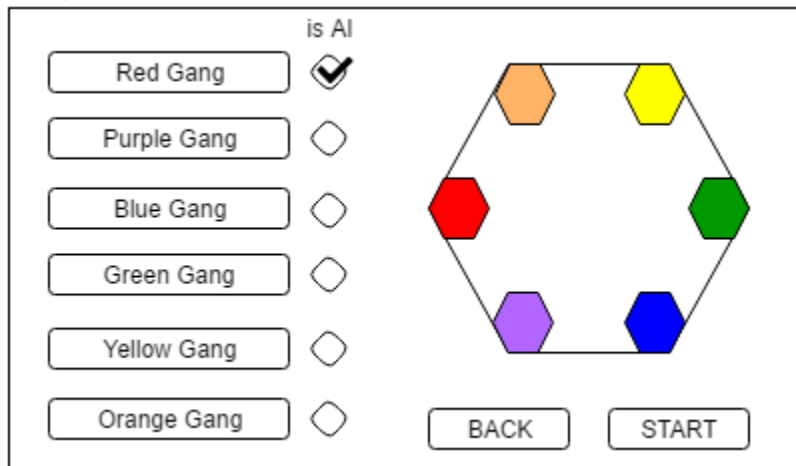 is AI
Red Gang
Purple Gang
Blue Gang
Green Gang
Yellow Gang
Orange Gang
BACK
START